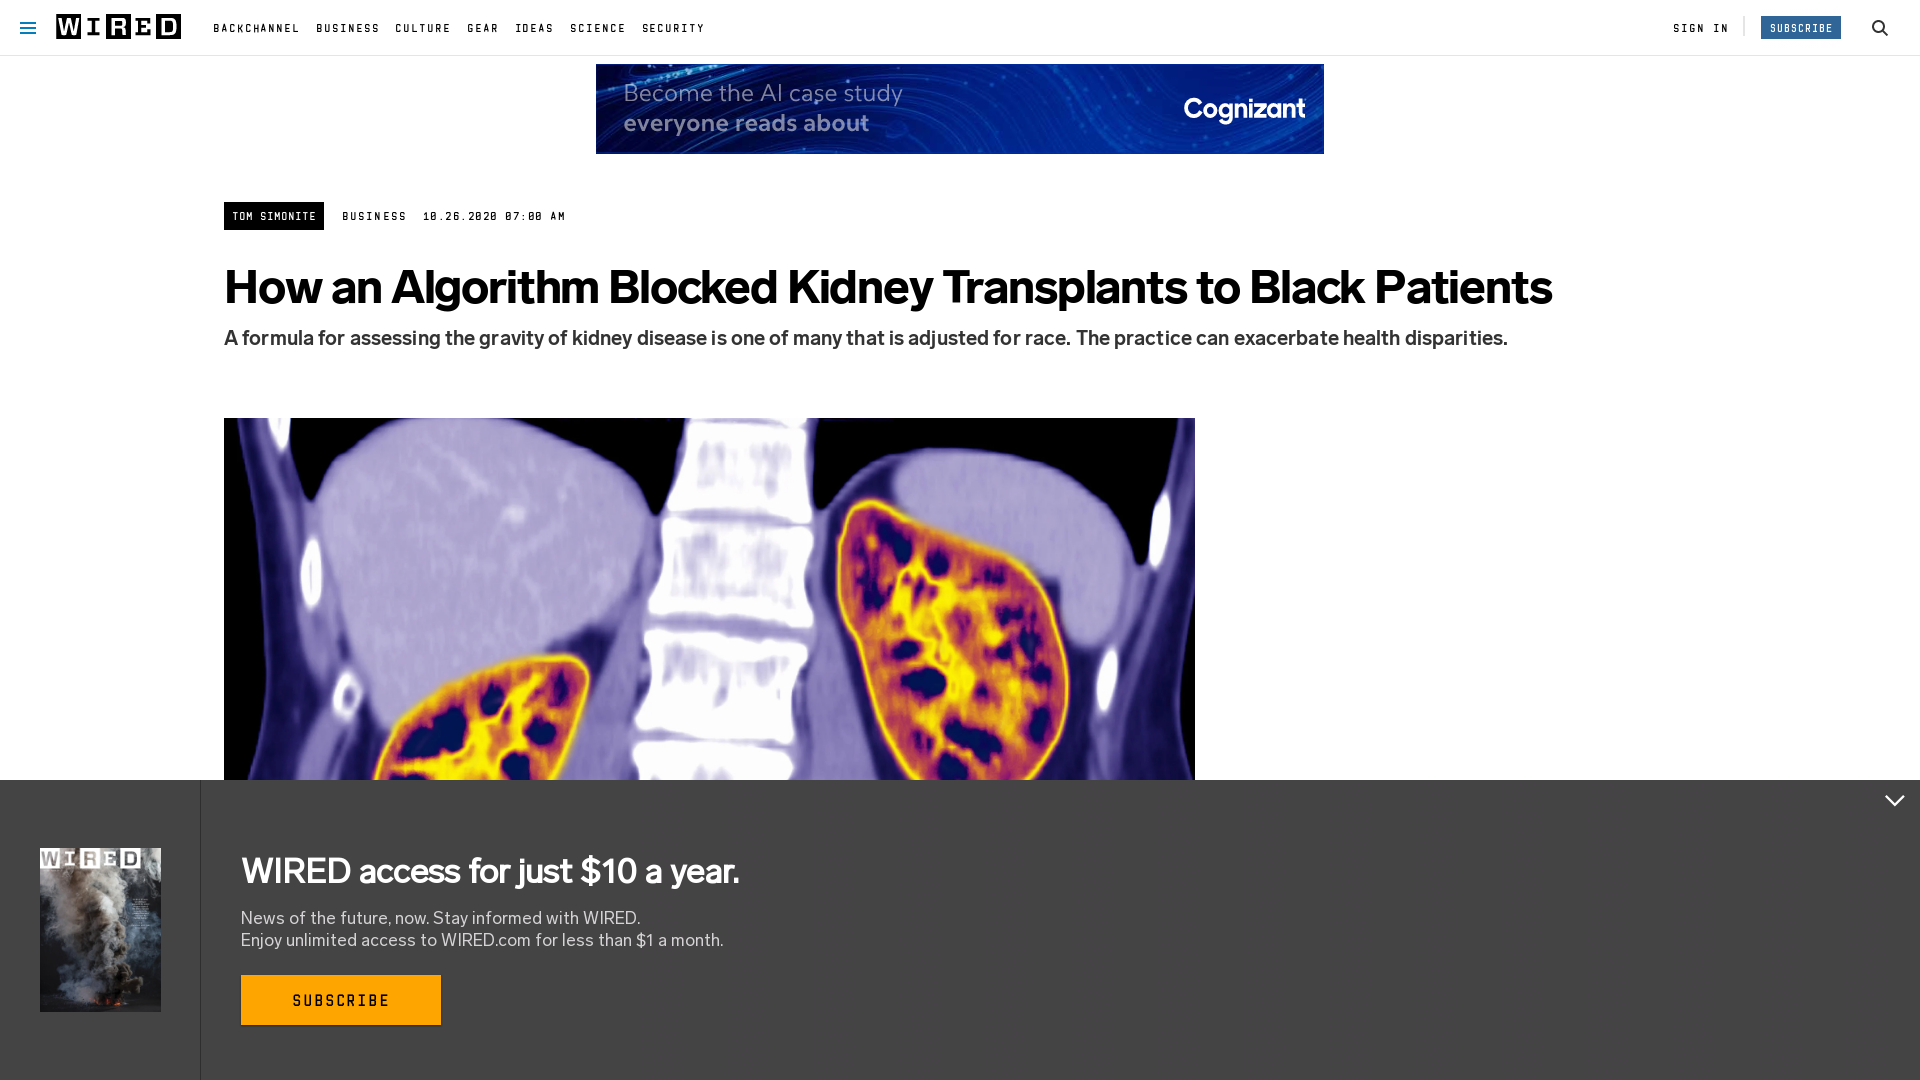 WIRED
BACKCHANNEL BUSINESS CULTURE GEAR IDEAS SCIENCE SECURITY
SIGN IN
SUBSCRIBE
Become the AI case study
everyone reads about
Cognizant
TOM SIMONITE BUSINESS 10.26.2020 07:00 AM
How an Algorithm Blocked Kidney Transplants to Black Patients
A formula for assessing the gravity of kidney disease is one of many that is adjusted for race. The practice can exacerbate health disparities.
WIRED
WIRED access for just $10 a year.
News of the future, now. Stay informed with WIRED.
Enjoy unlimited access to WIRED.com for less than $1 a month.
SUBSCRIBE